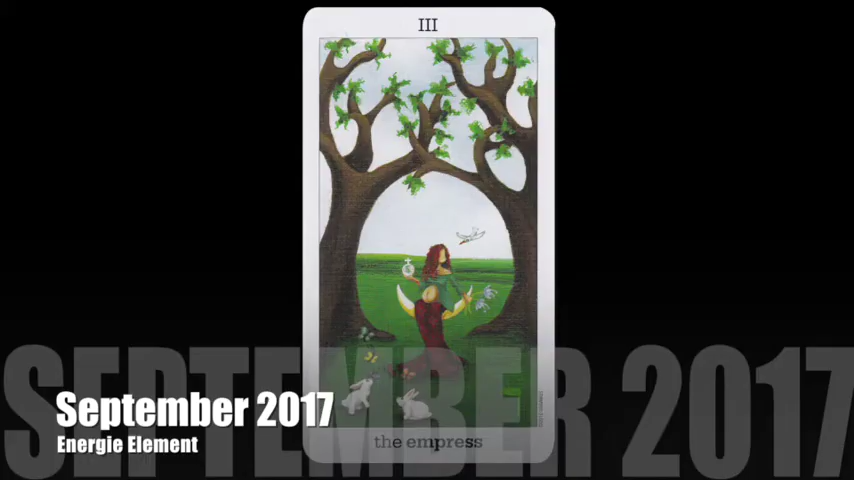 III
SEPTEMBER 2017
September 2017
Energie Element
the empress